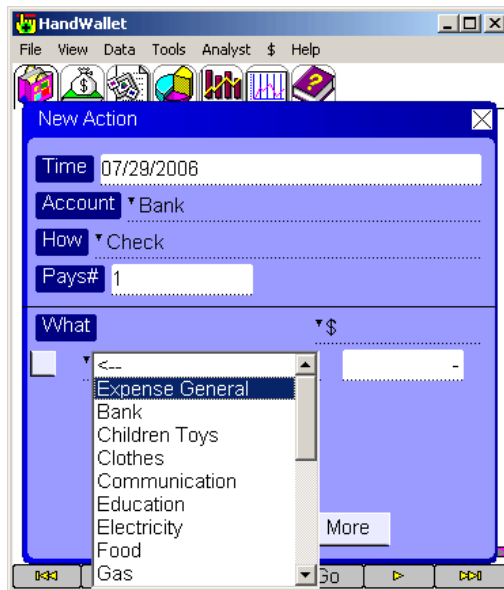 HandWallet
File View Data Tools Analyst $ Help
New Action
Time 07/29/2006
Account Bank
How Check
Pays# 1
What $
<-- -
Expense General
Bank
Children Toys
Clothes
Communication
Education
Electricity
More
Food
Gas Go